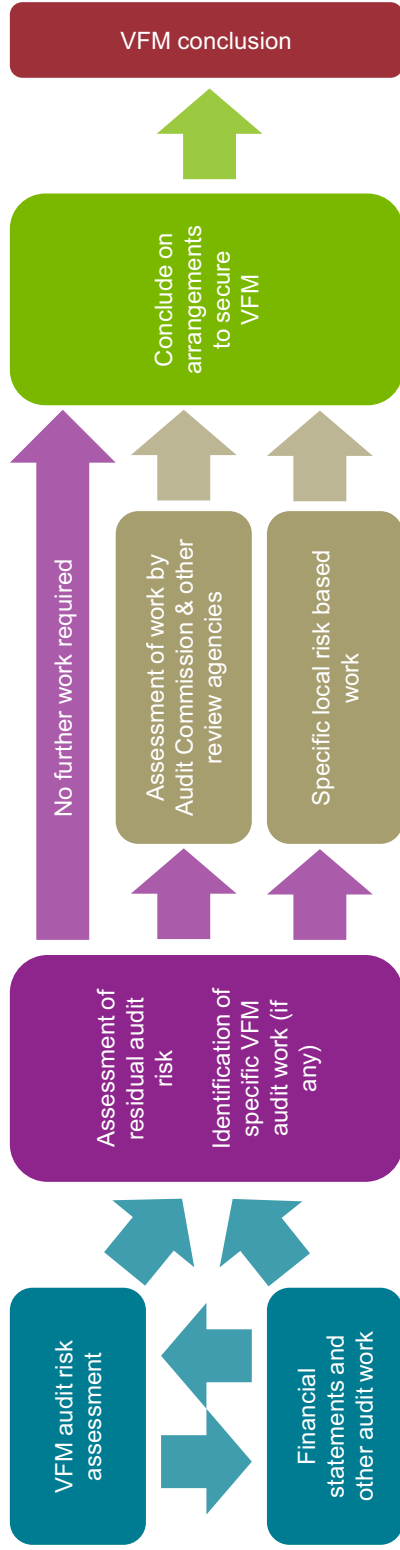 VFM audit risk
assessment
Financial
statements and
other audit work
Assessment of
residual audit
risk
Identification of
specific VFM
audit work (if
any)
No further work required
Assessment of work by
Audit Commission & other
review agencies
Specific local risk based
work
Conclude on
arrangements
to secure
VFM
VFM conclusion